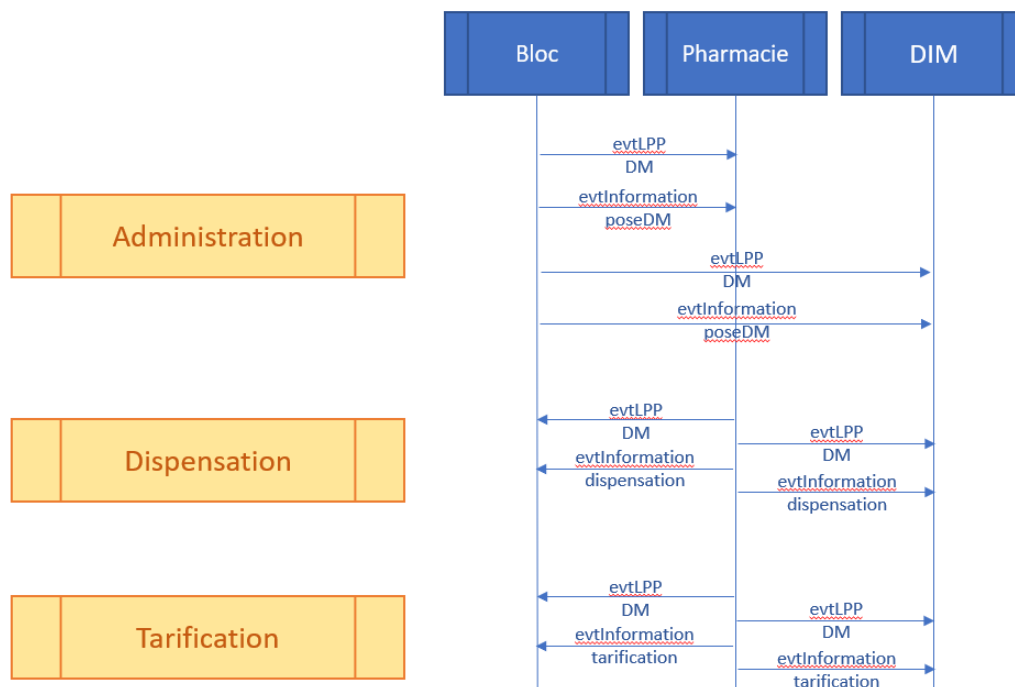 Bloc
Pharmacie
DIM
evtLPP
DM
evtInformation
poseDM
Administration
evtLPP
DM
evtInformation
poseDM
evtLPP
DM
evtLPP
DM
Dispensation
evtInformation
dispensation
evtInformation
dispensation
evtLPP
DM
evtLPP
DM
Tarification
evtInformation
tarification
evtInformation
tarification